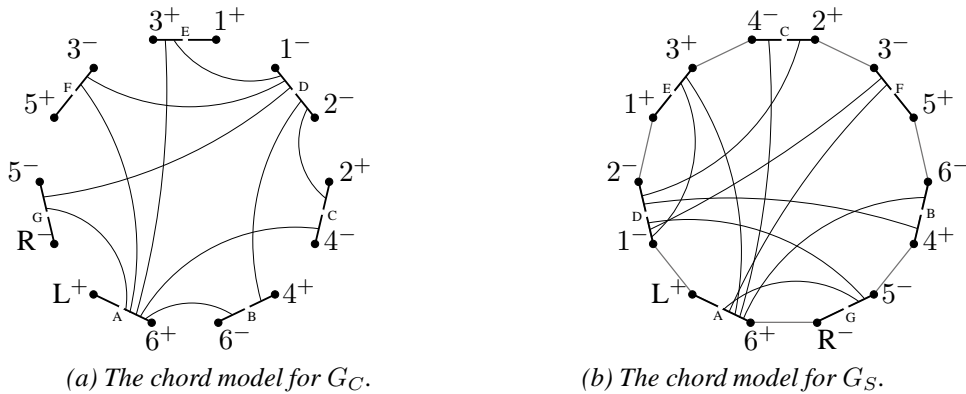 3+ E 1+ 4− C 2+
3− 1− 3+ 3−
F D E F
5+ 2− 1+ 5+
5− 2+ 2− 6−
G C D B
R− 4− 1− 4+
L+ 4+ L+ 5−
A B A G
6+ 6− 6+ R−
(a) The chord model for G_C. (b) The chord model for G_S.